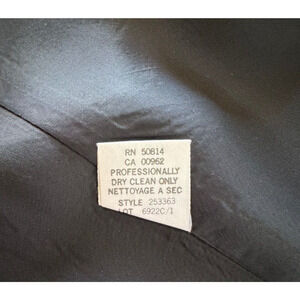 RN 50814
CA 00962
PROFESSIONALLY
DRY CLEAN ONLY
NETTOYAGE A SEC
STYLE 253363
LOT 6922C/1